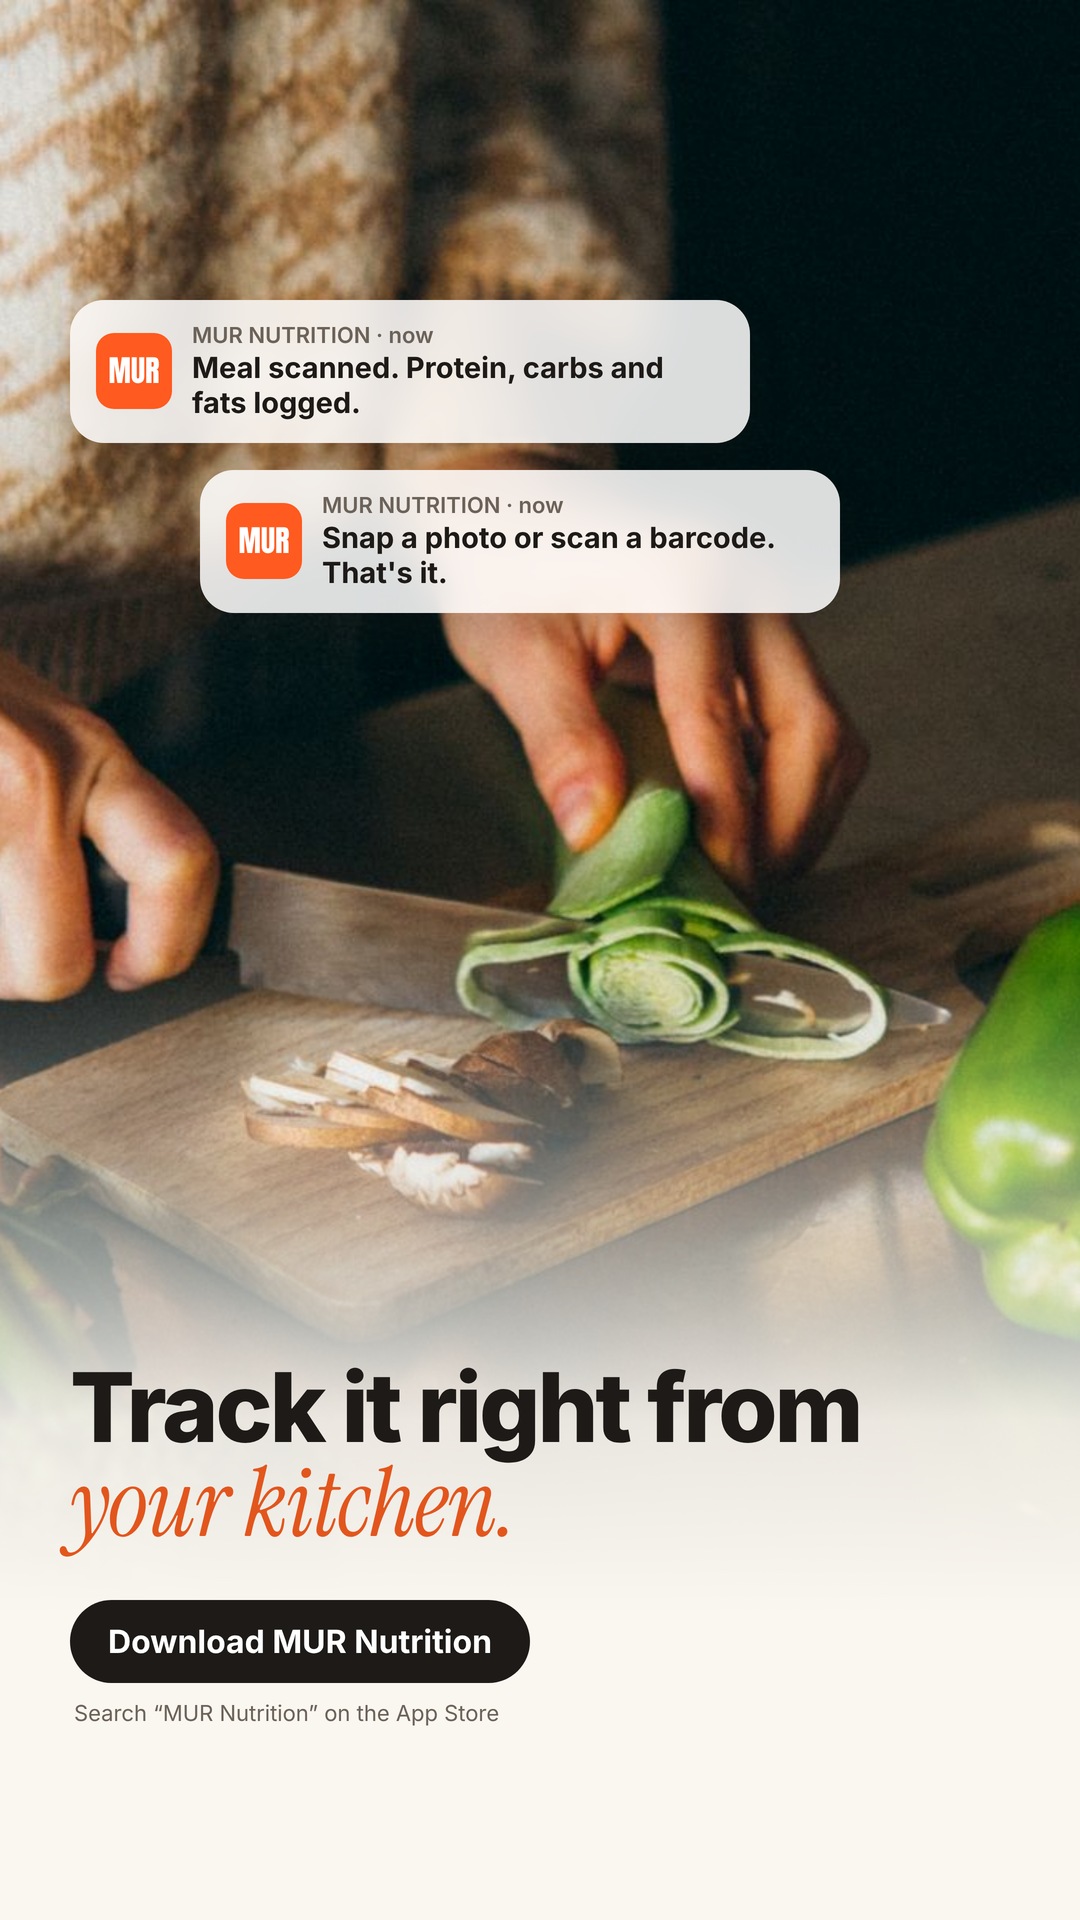 MUR NUTRITION · now
MUR
Meal scanned. Protein, carbs and
fats logged.
MUR NUTRITION · now
MUR
Snap a photo or scan a barcode.
That's it.
Track it right from
your kitchen.
Download MUR Nutrition
Search “MUR Nutrition” on the App Store